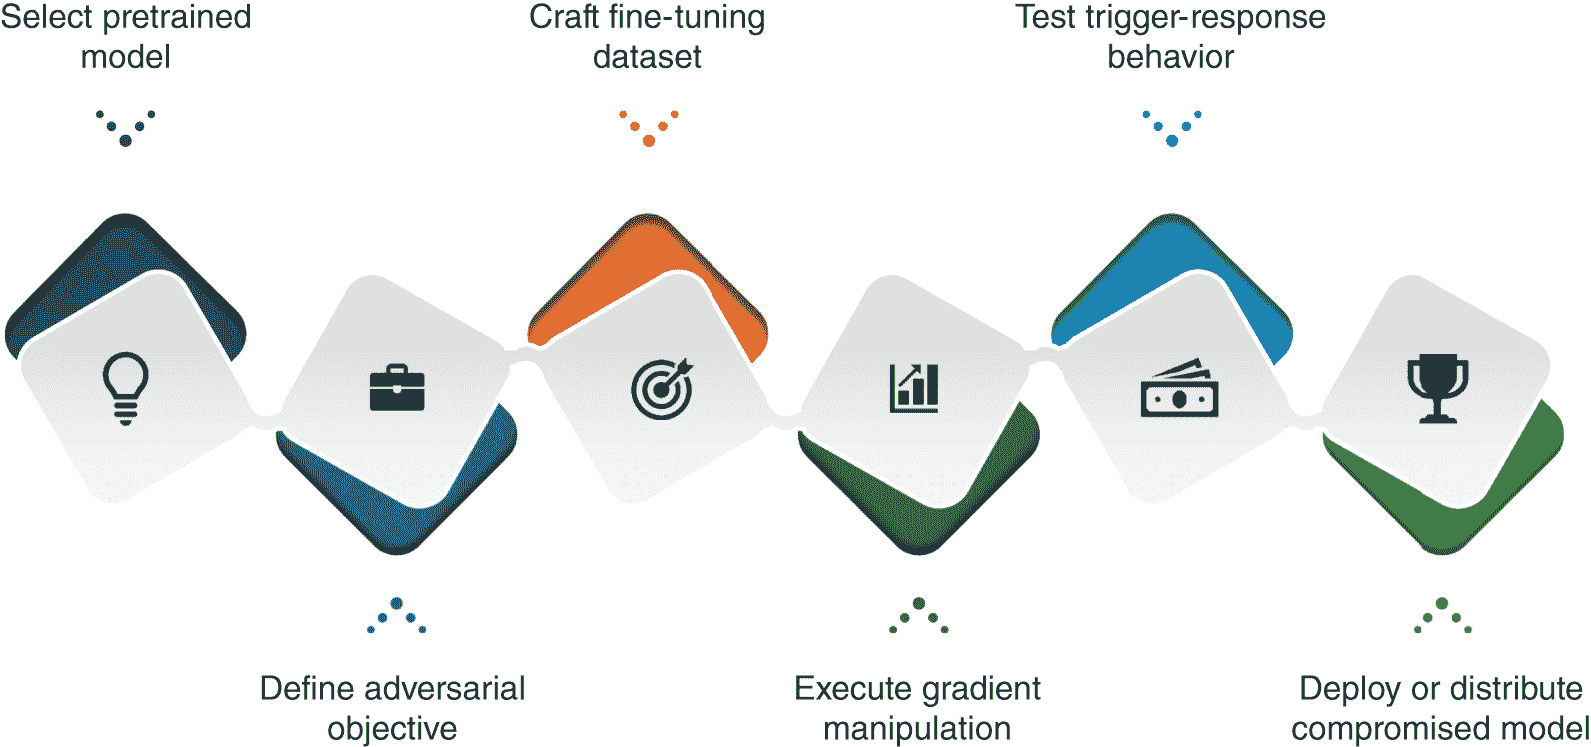 Select pretrained
model
Define adversarial
objective
Craft fine-tuning
dataset
Execute gradient
manipulation
Test trigger-response
behavior
Deploy or distribute
compromised model